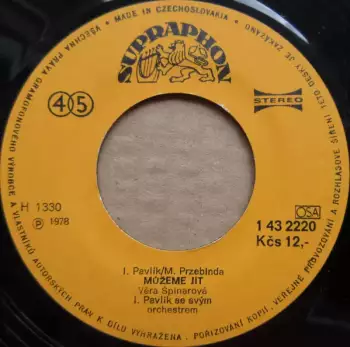 MADE IN CZECHOSLOVAKIA • VŠECHNA PRÁVA GRAMOFONOVÉHO VÝROBCE A VLASTNÍKŮ AUTORSKÝCH PRAV K DÍLU VYHRAZENA. POŘIZOVÁNÍ KOPIÍ, VEŘEJNÉ PROVOZOVÁNÍ A ROZHLASOVÉ ŠÍŘENÍ TÉTO DESKY JE ZAKÁZÁNO •
SUPRAPHON
45
STEREO
H 1330
Ⓟ 1978
OSA
1 43 2220
Kčs 12,-
I. Pavlík/M. Przebinda
MŮŽEME JÍT
Věra Špinarová
I. Pavlík se svým
orchestrem